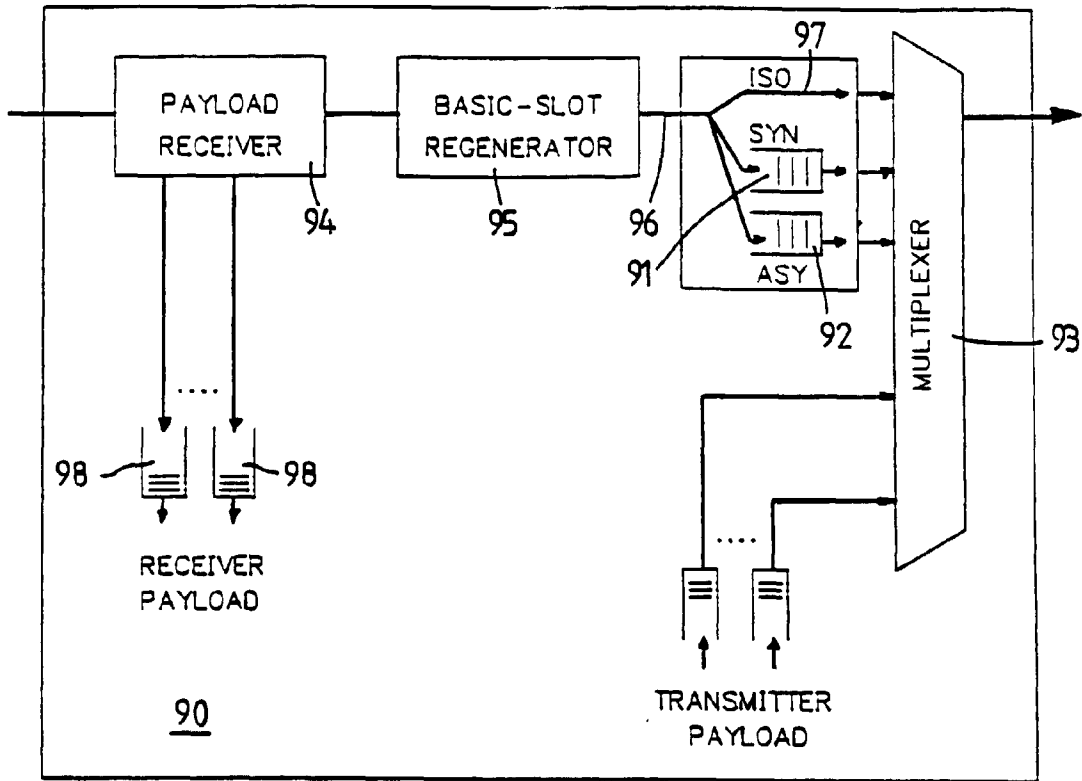 97
ISO
PAYLOAD
RECEIVER
BASIC-SLOT
REGENERATOR
SYN
94
95
96
91
ASY
92
MULTIPLEXER
93
....
98
98
RECEIVER
PAYLOAD
....
TRANSMITTER
PAYLOAD
90